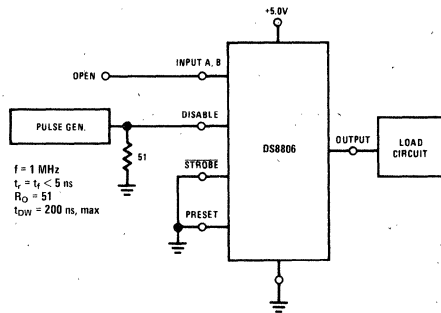 +5.0V
INPUT A, B
OPEN
DISABLE
PULSE GEN.
51
DS8806
OUTPUT
LOAD
CIRCUIT
STROBE
PRESET
f = 1 MHz
tr = tf < 5 ns
RO = 51
tDW = 200 ns, max